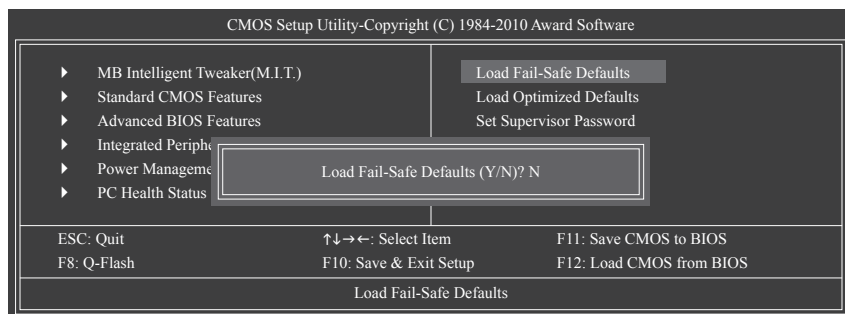 CMOS Setup Utility-Copyright (C) 1984-2010 Award Software
MB Intelligent Tweaker(M.I.T.)
Standard CMOS Features
Advanced BIOS Features
Integrated Periphe
Power Manageme
PC Health Status
Load Fail-Safe Defaults
Load Optimized Defaults
Set Supervisor Password
Load Fail-Safe Defaults (Y/N)? N
ESC: Quit ↑↓→←: Select Item F11: Save CMOS to BIOS
F8: Q-Flash F10: Save & Exit Setup F12: Load CMOS from BIOS
Load Fail-Safe Defaults